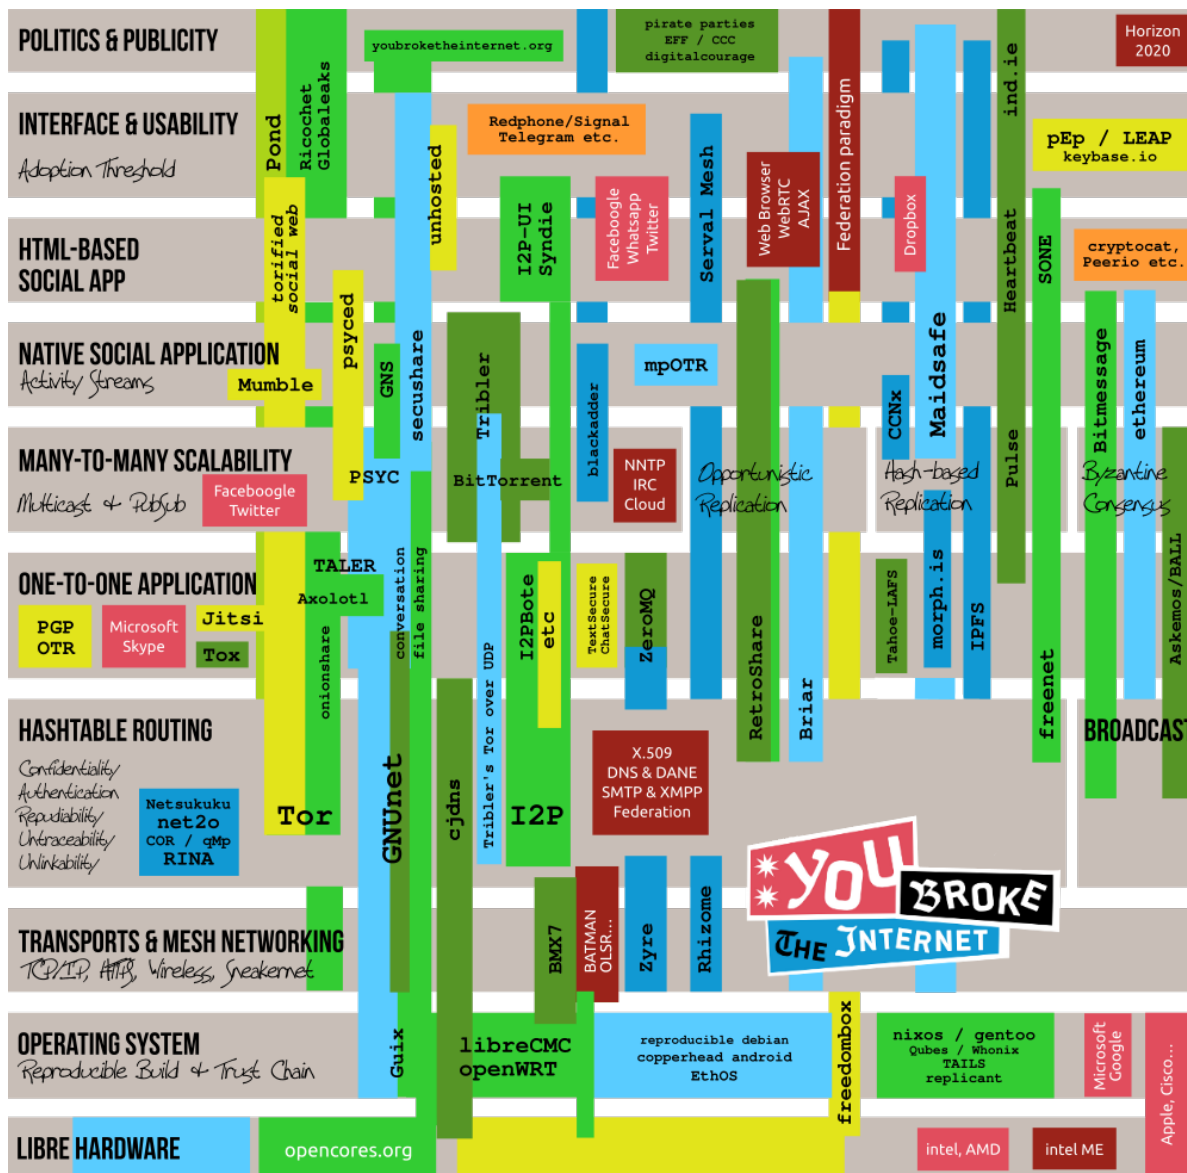 POLITICS & PUBLICITY
youbroketheinternet.org
pirate parties
EFF / CCC
digitalcourage
Horizon
2020
INTERFACE & USABILITY
Adoption Threshold
Pond
Ricochet
Globaleaks
unhosted
Redphone/Signal
Telegram etc.
Serval Mesh
Web Browser
WebRTC
AJAX
Federation paradigm
Dropbox
ind.ie
pEp / LEAP
keybase.io
HTML-BASED
SOCIAL APP
torified
social web
I2P-UI
Syndie
Faceboogle
Whatsapp
Twitter
Heartbeat
SONE
cryptocat,
Peerio etc.
NATIVE SOCIAL APPLICATION
Activity Streams
Mumble
psyced
GNS
secushare
Tribler
blackadder
mpOTR
CCNx
Maidsafe
Bitmessage
ethereum
MANY-TO-MANY SCALABILITY
Multicast & PubSub
Faceboogle
Twitter
PSYC
BitTorrent
NNTP
IRC
Cloud
Opportunistic
Replication
Hash-based
Replication
Pulse
Byzantine
Consensus
ONE-TO-ONE APPLICATION
PGP
OTR
Microsoft
Skype
Jitsi
Tox
TALER
Axolotl
onionshare
conversation
file sharing
Tribler's Tor over UDP
I2PBote
etc
TextSecure
ChatSecure
ZeroMQ
RetroShare
Briar
Tahoe-LAFS
morph.is
IPFS
freenet
Askemos/BALL
HASHTABLE ROUTING
Confidentiality
Authentication
Repudiability
Untraceability
Unlinkability
Netsukuku
net2o
COR / qMp
RINA
Tor
GNUnet
cjdns
I2P
X.509
DNS & DANE
SMTP & XMPP
Federation
BROADCAST
YOU
BROKE
THE INTERNET
TRANSPORTS & MESH NETWORKING
TCP/IP, HTTPS, Wireless, Sneakernet
BMX7
BATMAN
OLSR...
Zyre
Rhizome
OPERATING SYSTEM
Reproducible Build & Trust Chain
Guix
libreCMC
openWRT
reproducible debian
copperhead android
EthOS
freedombox
nixos / gentoo
Qubes / Whonix
TAILS
replicant
Microsoft
Google
Apple, Cisco...
LIBRE HARDWARE
opencores.org
intel, AMD
intel ME